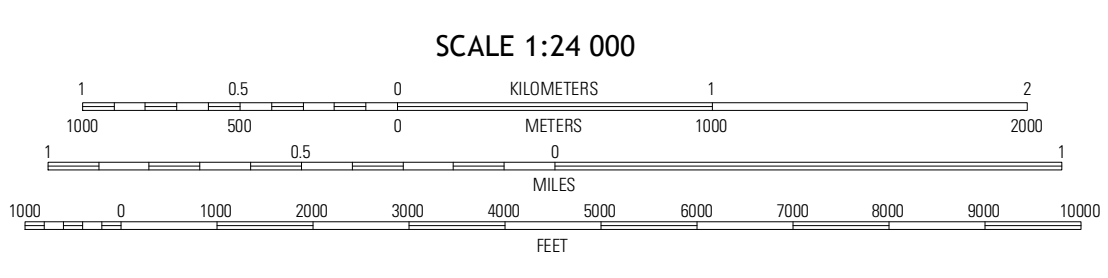 SCALE 1:24 000
1 0.5 0 KILOMETERS 1 2
1000 500 0 METERS 1000 2000
1 0.5 0 1
MILES
1000 0 1000 2000 3000 4000 5000 6000 7000 8000 9000 10000
FEET